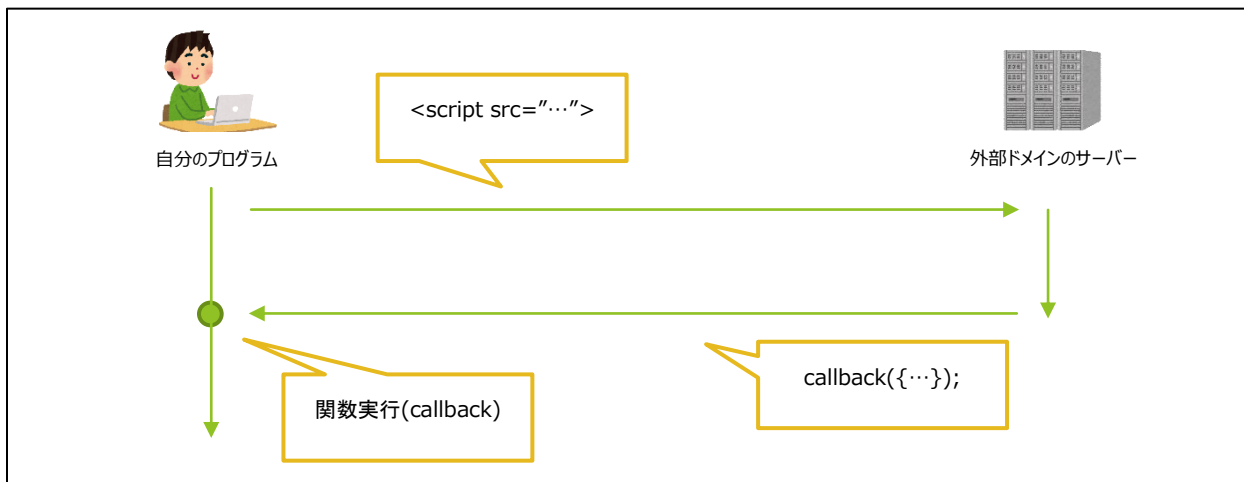 <script src=”…”>
自分のプログラム
外部ドメインのサーバー
callback({…});
関数実行(callback)